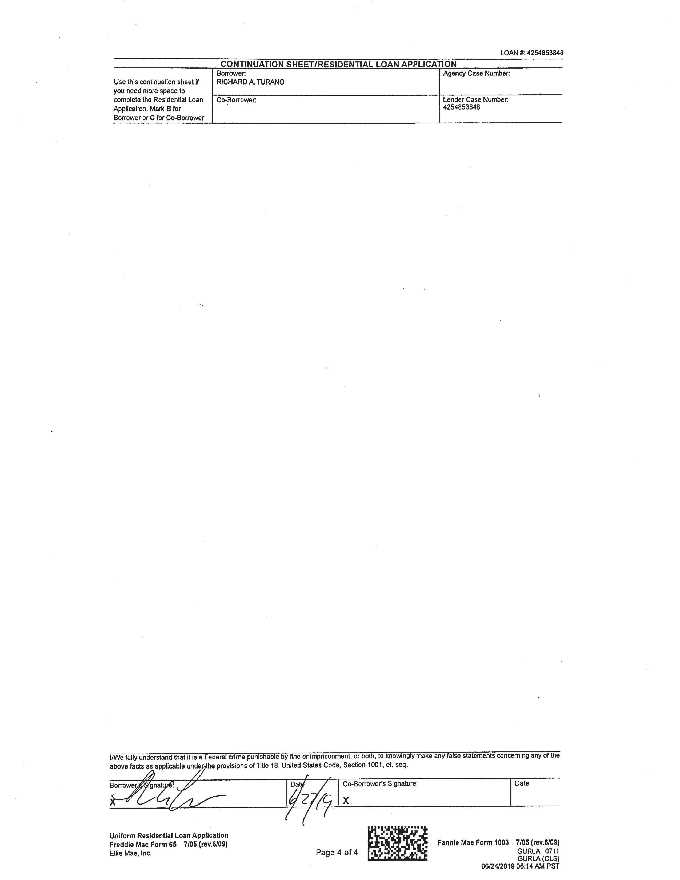 LOAN #: 4254853848
CONTINUATION SHEET/RESIDENTIAL LOAN APPLICATION
Use this continuation sheet if
you need more space to
complete the Residential Loan
Application. Mark B for
Borrower or C for Co-Borrower
Borrower:
RICHARD A. TURANO
Agency Case Number:
Co-Borrower:
Lender Case Number:
4254853848
I/We fully understand that it is a Federal crime punishable by fine or imprisonment, or both, to knowingly make any false statements concerning any of the
above facts as applicable under the provisions of Title 18, United States Code, Section 1001, et. seq.
Borrower's Signature
X
Date
6/27/19
Co-Borrower's Signature
X
Date
Uniform Residential Loan Application
Freddie Mac Form 65 7/05 (rev.6/09)
Ellie Mae, Inc.
Page 4 of 4
Fannie Mae Form 1003 7/05 (rev.6/09)
GURLA 0711
GURLA (CLS)
06/24/2019 06:14 AM PST